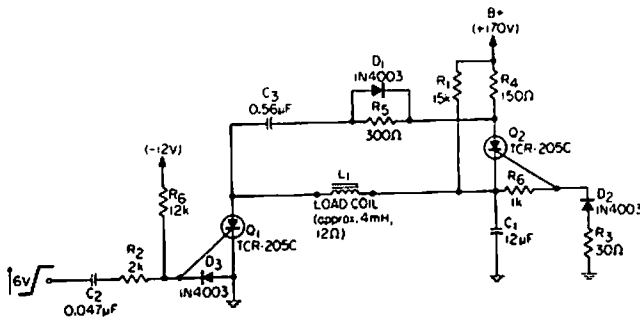 B+
(+170V)
D1
1N4003
R1
15k
R4
150Ω
C3
0.56µF
R5
300Ω
Q2
TCR-205C
(-12V)
R6
12k
L1
LOAD COIL
(approx. 4mH,
12Ω)
R6
1k
D2
1N4003
Q1
TCR-205C
C1
12µF
R3
30Ω
R2
2k
D3
1N4003
6V
C2
0.047µF